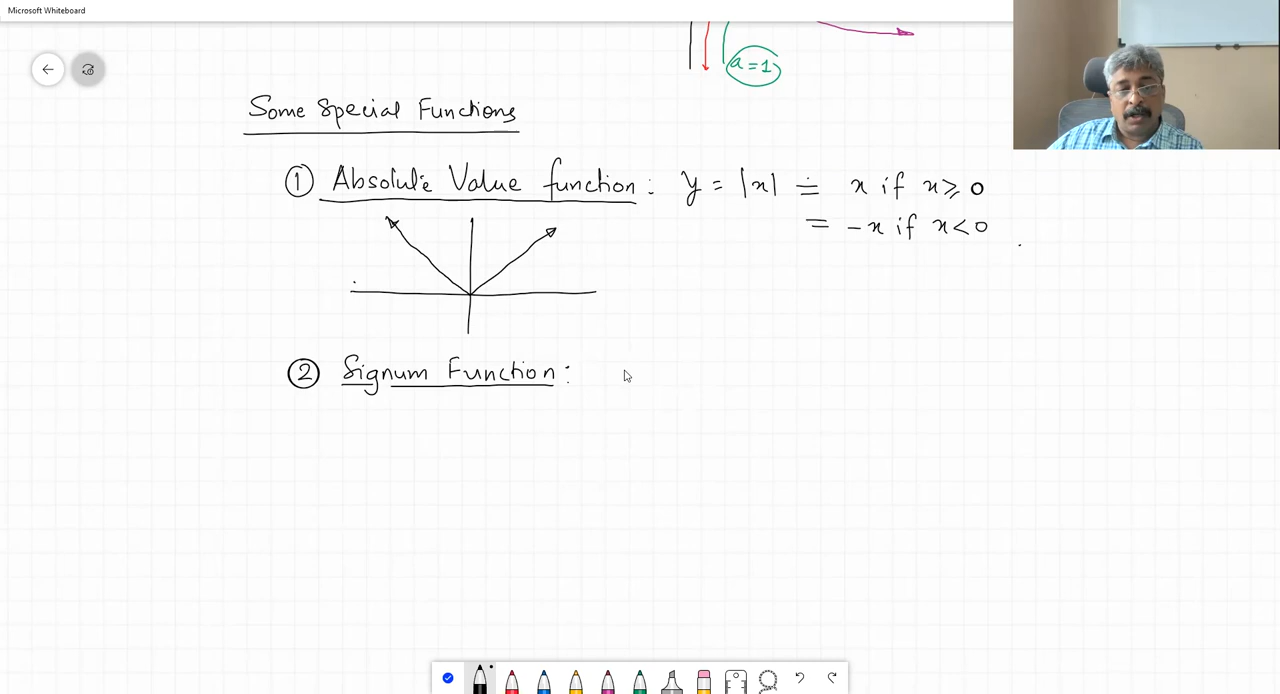 Microsoft Whiteboard
a = 1
Some Special Functions
① Absolute Value function : y = |x| ≐ x if x ⩾ 0
= -x if x < 0
② Signum Function :